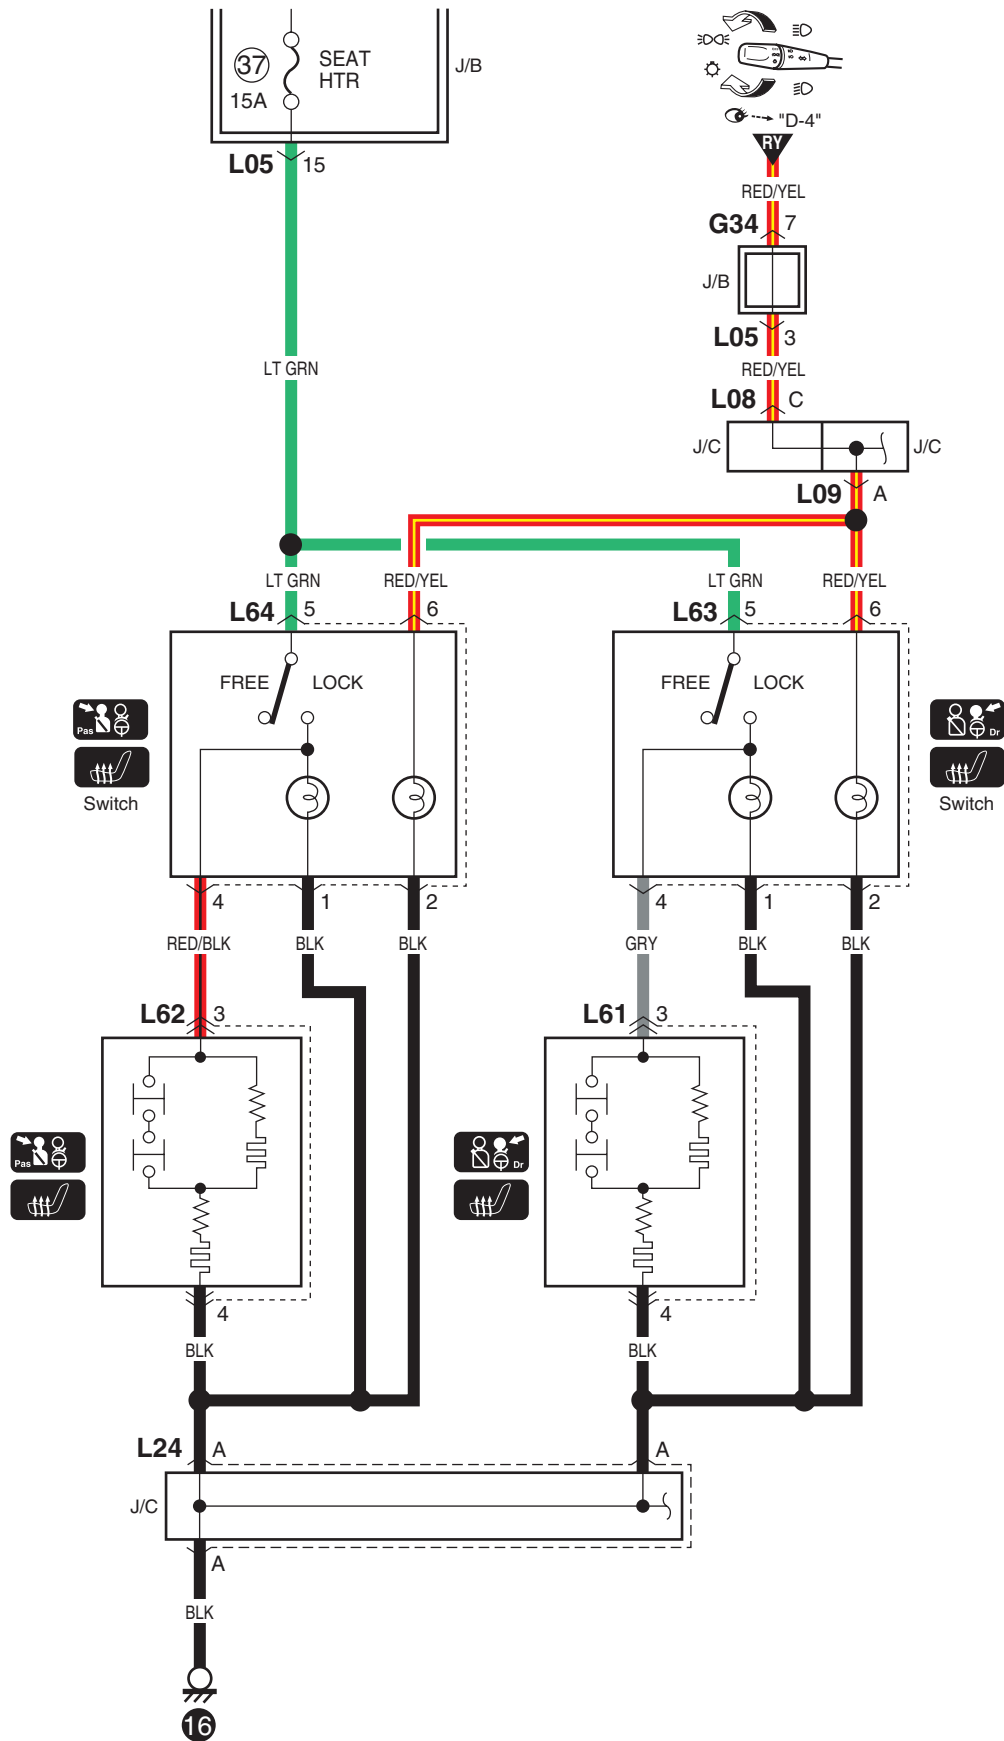 37
SEAT
HTR
15A
J/B
"D-4"
RY
L05 15
RED/YEL
G34 7
J/B
L05 3
LT GRN
RED/YEL
L08 C
J/C
J/C
L09 A
LT GRN
RED/YEL
LT GRN
RED/YEL
L64 5
6
L63 5
6
FREE
LOCK
FREE
LOCK
Pas
Dr
Switch
Switch
4
1
2
4
1
2
RED/BLK
BLK
BLK
GRY
BLK
BLK
L62 3
L61 3
Pas
Dr
4
4
BLK
BLK
L24 A
A
J/C
A
BLK
16